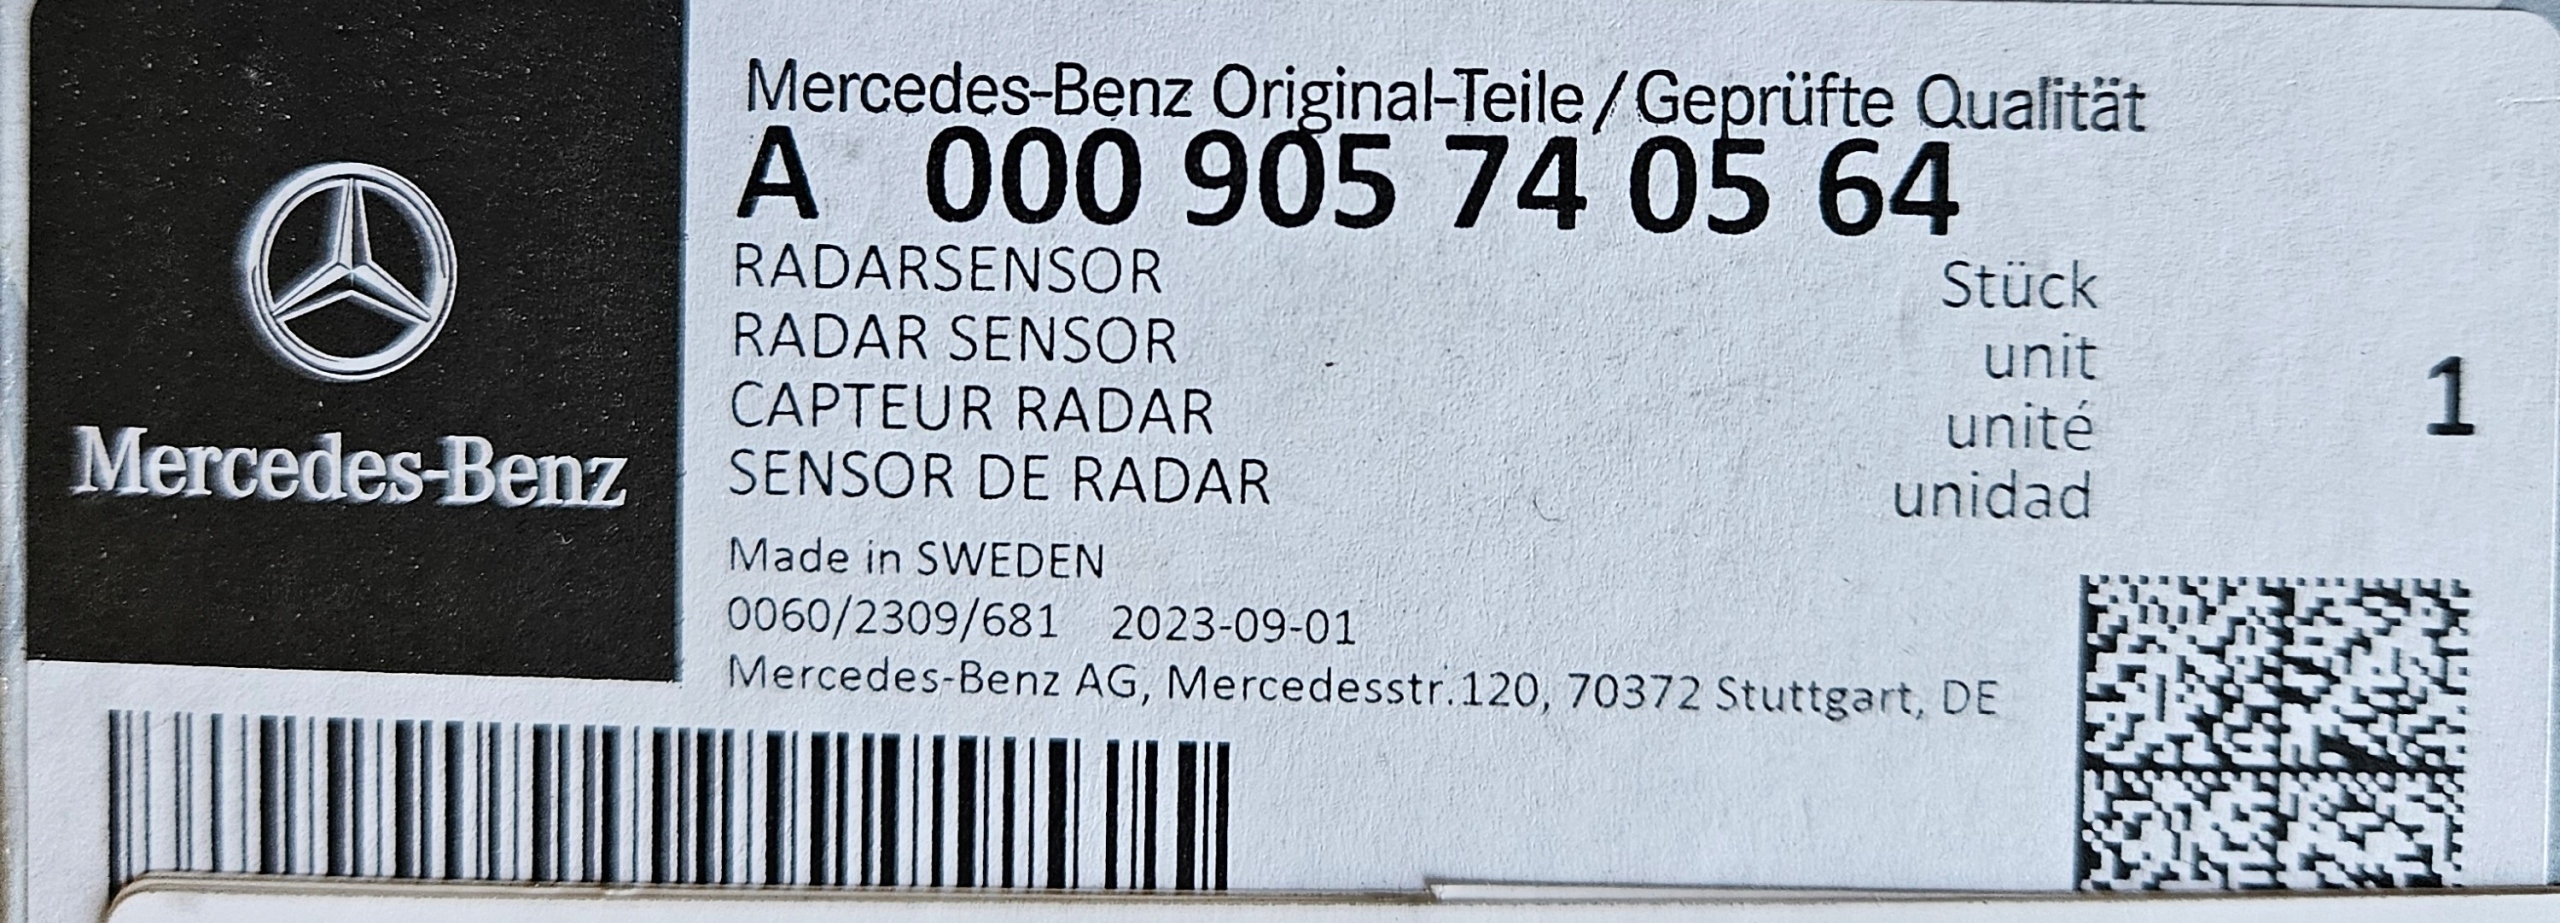 Mercedes-Benz
Mercedes-Benz Original-Teile/Geprüfte Qualität
A 000 905 74 05 64
RADARSENSOR
RADAR SENSOR
CAPTEUR RADAR
SENSOR DE RADAR
Stück
unit
unité
unidad
1
Made in SWEDEN
0060/2309/681 2023-09-01
Mercedes-Benz AG, Mercedesstr.120, 70372 Stuttgart, DE